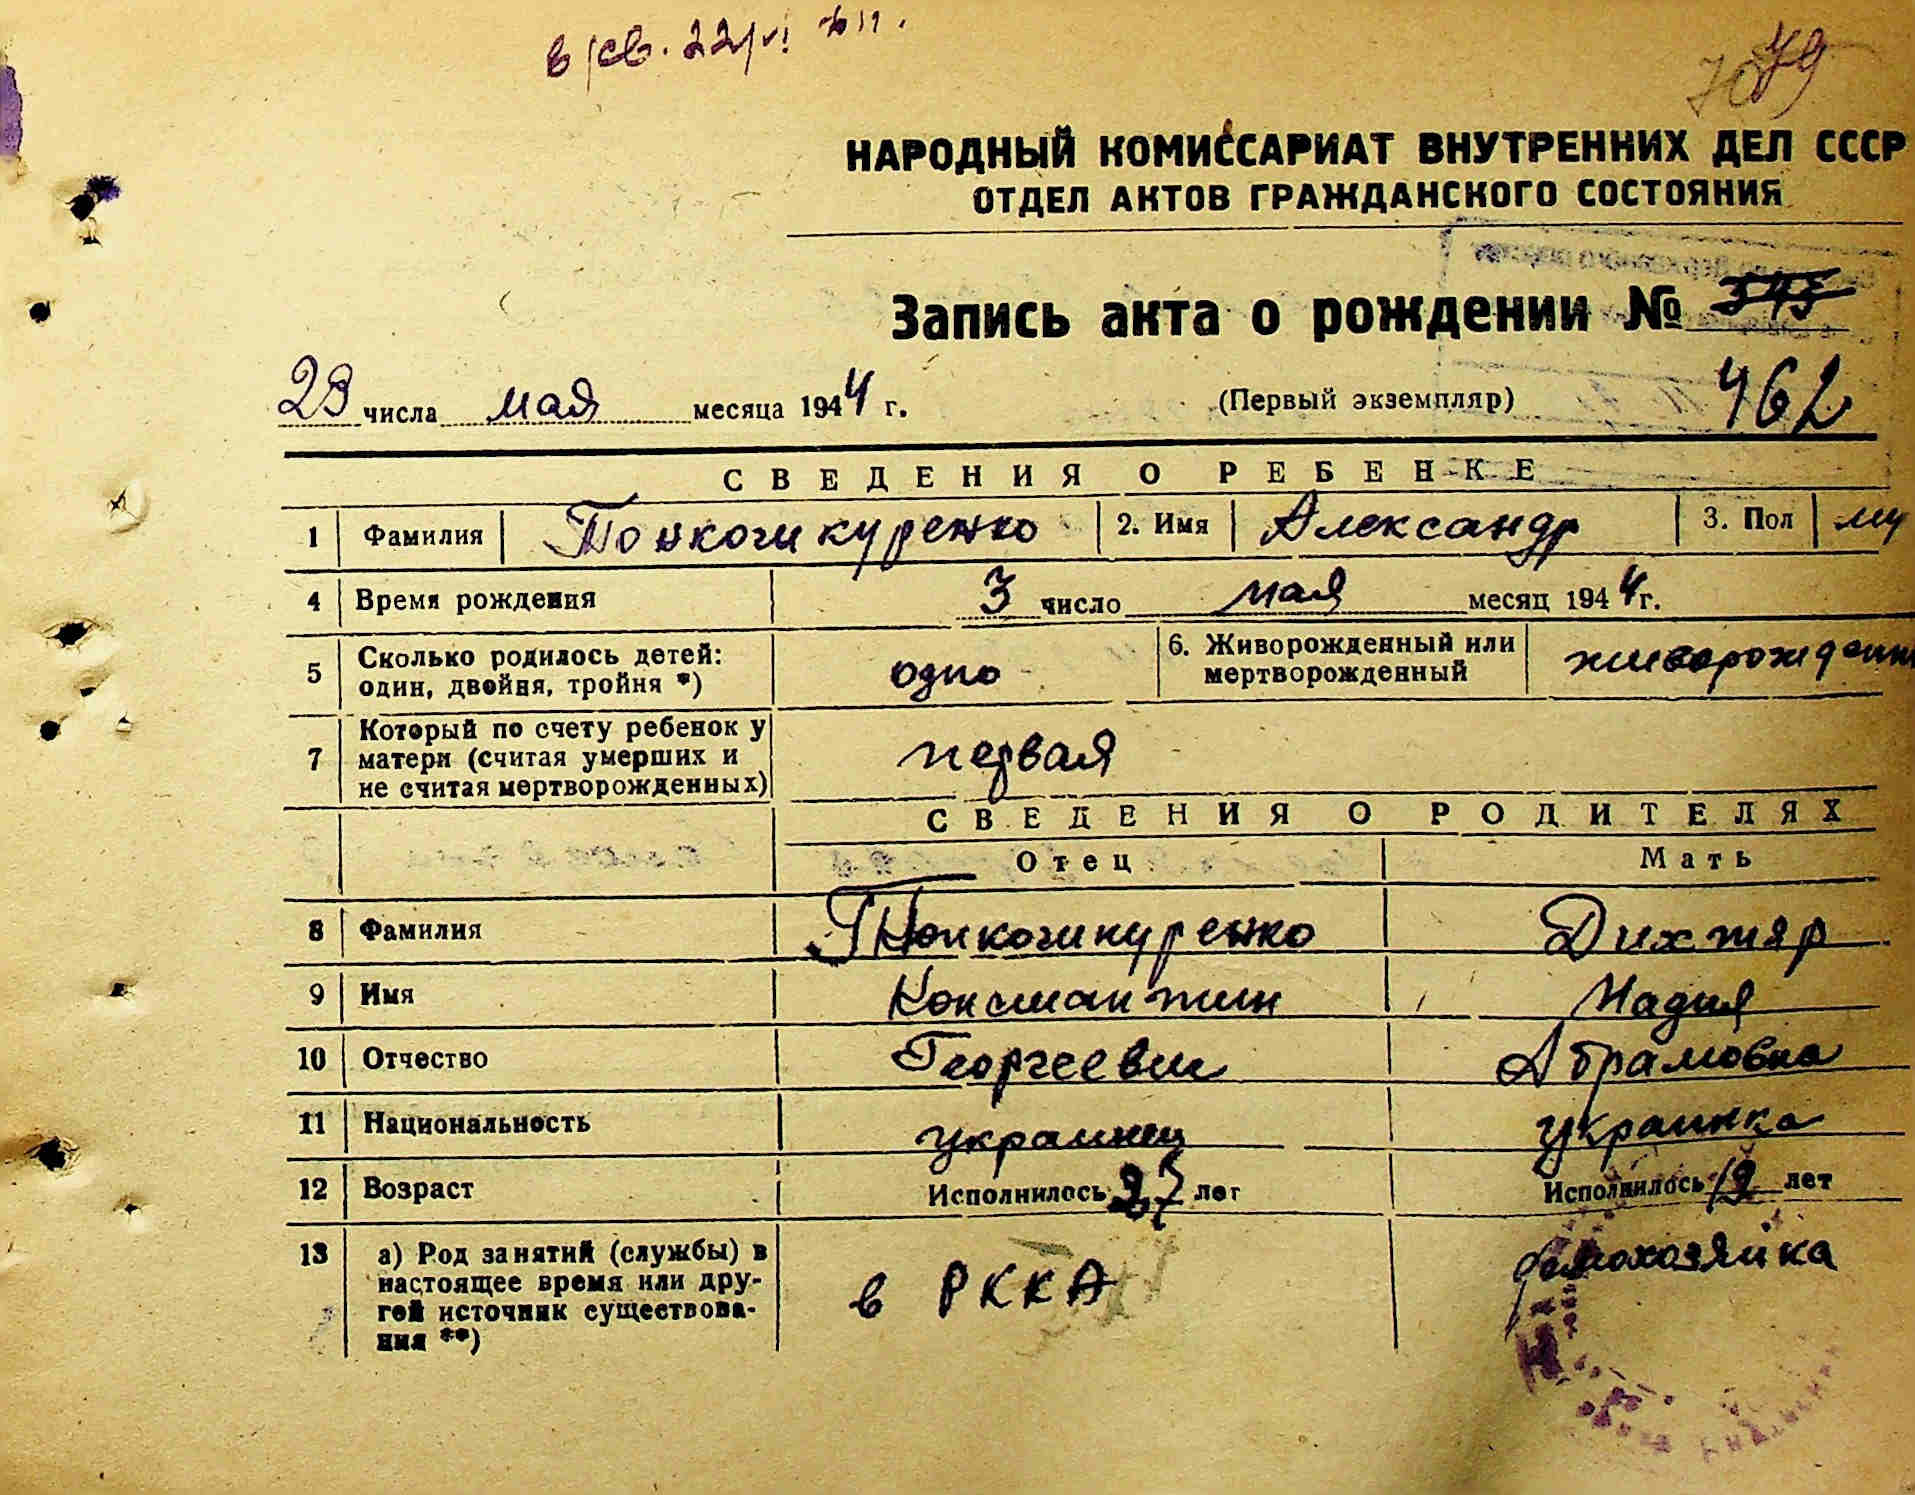 79
НАРОДНЫЙ КОМИССАРИАТ ВНУТРЕННИХ ДЕЛ СССР
ОТДЕЛ АКТОВ ГРАЖДАНСКОГО СОСТОЯНИЯ
Запись акта о рождении № 545
23 числа мая месяца 1944 г. (Первый экземпляр) 462
СВЕДЕНИЯ О РЕБЕНКЕ
1 Фамилия Тонкошкуренко 2. Имя Александр 3. Пол му
4 Время рождения 3 число мая месяц 1944 г.
5 Сколько родилось детей: один, двойня, тройня *) одно 6. Живорожденный или мертворожденный живорожденн
7 Который по счету ребенок у матери (считая умерших и не считая мертворожденных) первая
СВЕДЕНИЯ О РОДИТЕЛЯХ
Отец Мать
8 Фамилия Тонкошкуренко Дихтяр
9 Имя Константин Надия
10 Отчество Георгеевич Абрамовна
11 Национальность украинец украинка
12 Возраст Исполнилось 27 лет Исполнилось 19 лет
13 а) Род занятий (службы) в настоящее время или другой источник существования **) в РККА домохозяйка